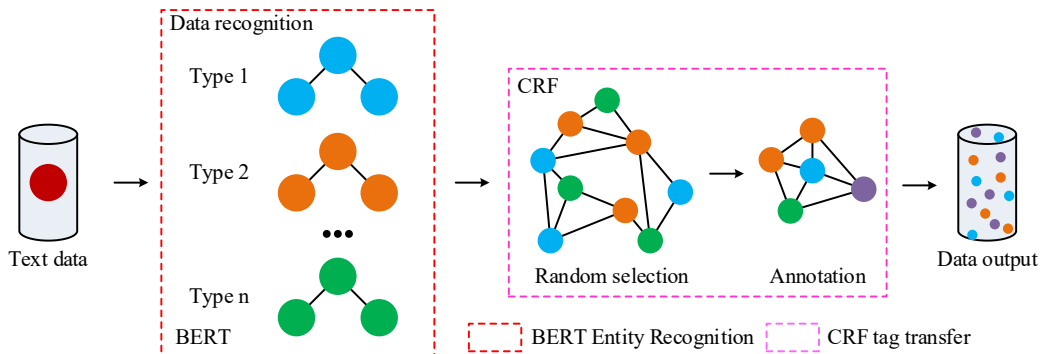 Data recognition
Type 1
Type 2
Type n
BERT
Text data
CRF
Random selection
Annotation
Data output
BERT Entity Recognition
CRF tag transfer